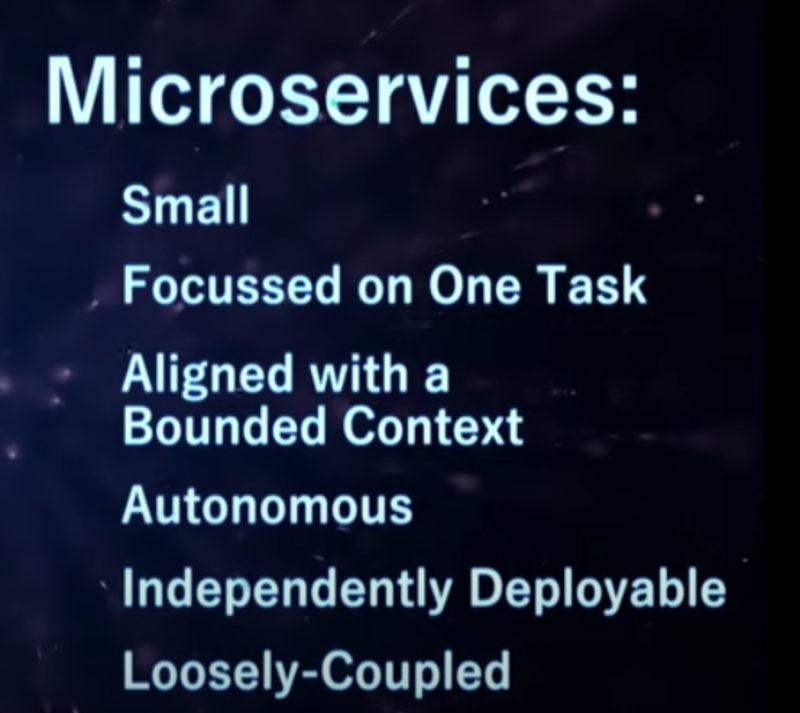 Microservices:
Small
Focussed on One Task
Aligned with a
Bounded Context
Autonomous
Independently Deployable
Loosely-Coupled